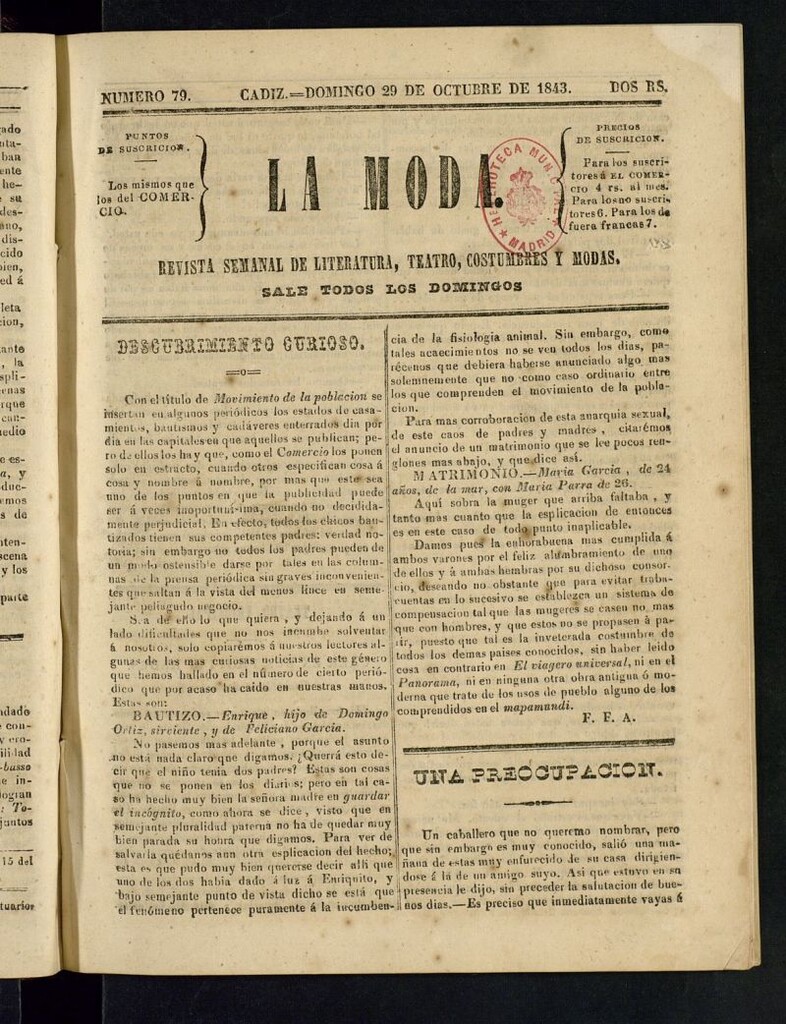 NUMERO 79.
CADIZ.=DOMINGO 29 DE OCTUBRE DE 1843.
DOS RS.
PUNTOS
DE SUSCRICION.
Los mismos que
los del COMER-
CIO.
LA MODA.
HEMEROTECA MUNICIPAL
MADRID
PRECIOS
DE SUSCRICION.
Para los suscri-
tores á EL COMER-
CIO 4 rs. al mes.
Para los no suscri-
tores 6. Para los de
fuera francas 7.
REVISTA SEMANAL DE LITERATURA, TEATRO, COSTUMBRES Y MODAS.
SALE TODOS LOS DOMINGOS
DESCUBRIMIENTO CURIOSO.
Con el título de Movimiento de la poblacion se
insertan en algunos periódicos los estados de casa-
mientos, bautismos y cadáveres enterrados dia por
dia en las capitales en que aquellos se publican; pe-
ro de ellos los hay que, como el Comercio los ponen
solo en estracto, cuando otros especifican cosa á
cosa y nombre á nombre, por mas que este sea
uno de los puntos en que la publicidad puede
ser á veces inoportunísima, cuando no decidida-
mente perjudicial. En efecto, todos los chicos bau-
tizados tienen sus competentes padres: verdad no-
toria; sin embargo no todos los padres pueden de
un modo ostensible darse por tales en las colum-
nas de la prensa periódica sin graves inconvenien-
tes que saltan á la vista del menos lince en seme-
jante peliagudo negocio.
Sea de ello lo que quiera, y dejando á un
lado dificultades que no nos incumbe solventar
á nosotros, solo copiarémos á nuestros lectores al-
gunas de las mas curiosas noticias de este género
que hemos hallado en el número de cierto perió-
dico que por acaso ha caido en nuestras manos.
Estas son:
BAUTIZO.—Enrique, hijo de Domingo
Ortiz, sirviente, y de Feliciano Garcia.
No pasemos mas adelante, porque el asunto
no está nada claro que digamos. ¿Querrá esto de-
cir que el niño tenia dos padres? Estas son cosas
que no se ponen en los diarios; pero en tal ca-
so ha hecho muy bien la señora madre en guardar
el incógnito, como ahora se dice, visto que en
semejante pluralidad paterna no ha de quedar muy
bien parada su honra que digamos. Para ver de
salvarla quédanos aun otra esplicacion del hecho;
esta es que pudo muy bien quererse decir allí que
uno de los dos habia dado á luz á Enriquito, y
bajo semejante punto de vista dicho se está que
el fenómeno pertenece puramente á la incumben-
cia de la fisiologia animal. Sin embargo, como
tales acaecimientos no se ven todos los dias, pa-
récenos que debiera haberse anunciado algo mas
solemnemente que no como caso ordinario entre
los que comprenden el movimiento de la pobla-
cion.
Para mas corroboracion de esta anarquia sexual,
de este caos de padres y madres, citarémos
el anuncio de un matrimonio que se lee pocos ren-
glones mas abajo, y que dice asi.
MATRIMONIO.—Maria Garcia, de 24
años, de la mar, con Maria Parra de 26.
Aquí sobra la muger que arriba faltaba, y
tanto mas cuanto que la esplicacion de entonces
es en este caso de todo punto inaplicable.
Damos pues la enhorabuena mas cumplida á
ambos varones por el feliz alumbramiento de uno
de ellos y á ambas hembras por su dichoso consor-
cio, deseando no obstante que para evitar traba-
cuentas en lo sucesivo se establezca un sistema de
compensacion tal que las mugeres se casen no mas
que con hombres, y que estos no se propasen á pa-
rir, puesto que tal es la inveterada costumbre de
todos los demas paises conocidos, sin haber leido
cosa en contrario en El viagero universal, ni en el
Panorama, ni en ninguna otra obra antigua ó mo-
derna que trate de los usos de pueblo alguno de los
comprendidos en el mapamundi.
F. F. A.
UNA PREOCUPACION.
Un caballero que no queremo nombrar, pero
que sin embargo es muy conocido, salió una ma-
ñana de estas muy enfurecido de su casa dirigien-
dose á la de un amigo suyo. Asi que estuvo en su
presencia le dijo, sin preceder la salutacion de bue-
nos dias.—Es preciso que inmediatamente vayas á